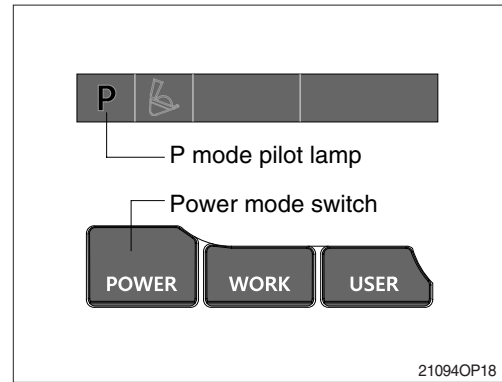 P
P mode pilot lamp
Power mode switch
POWER WORK USER
21094OP18